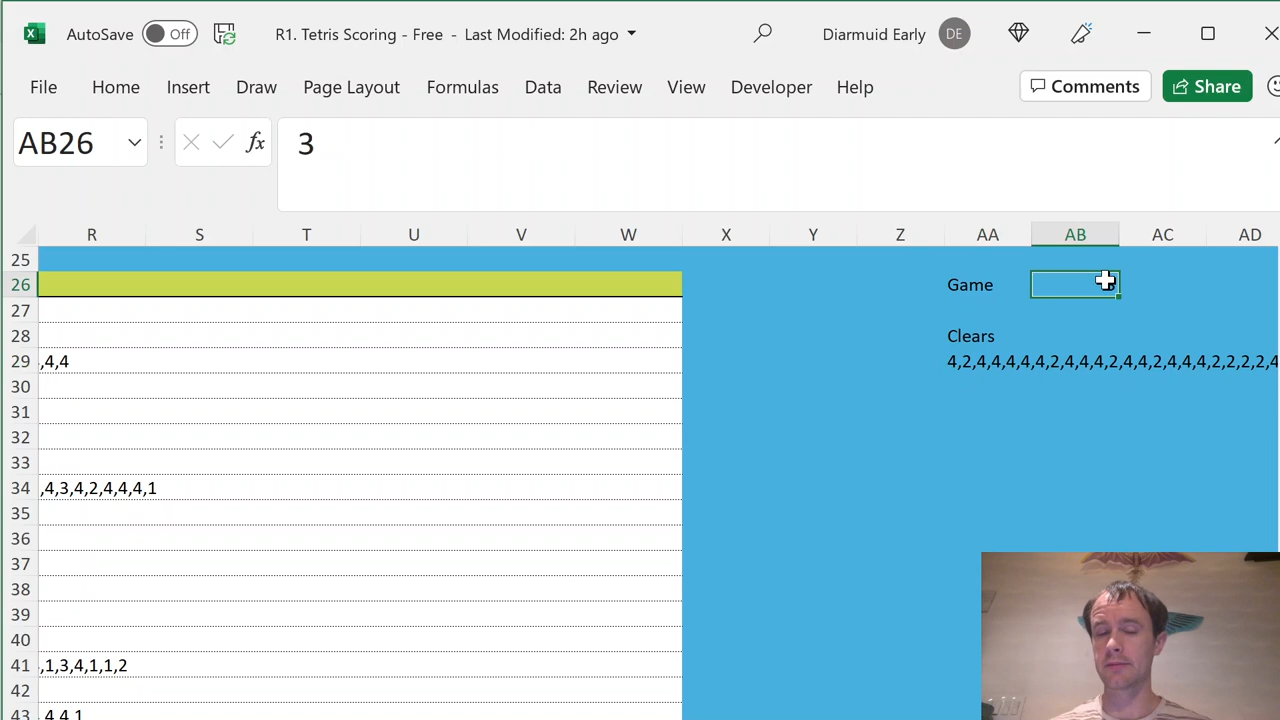 AutoSave Off R1. Tetris Scoring - Free - Last Modified: 2h ago Diarmuid Early DE
File Home Insert Draw Page Layout Formulas Data Review View Developer Help Comments Share
AB26 fx 3
R S T U V W X Y Z AA AB AC AD
25
26 Game
27
28 Clears
29 ,4,4 4,2,4,4,4,4,4,2,4,4,4,2,4,4,2,4,4,4,2,2,2,2,4
30
31
32
33
34 ,4,3,4,2,4,4,4,1
35
36
37
38
39
40
41 ,1,3,4,1,1,2
42
43 ,4,4,1